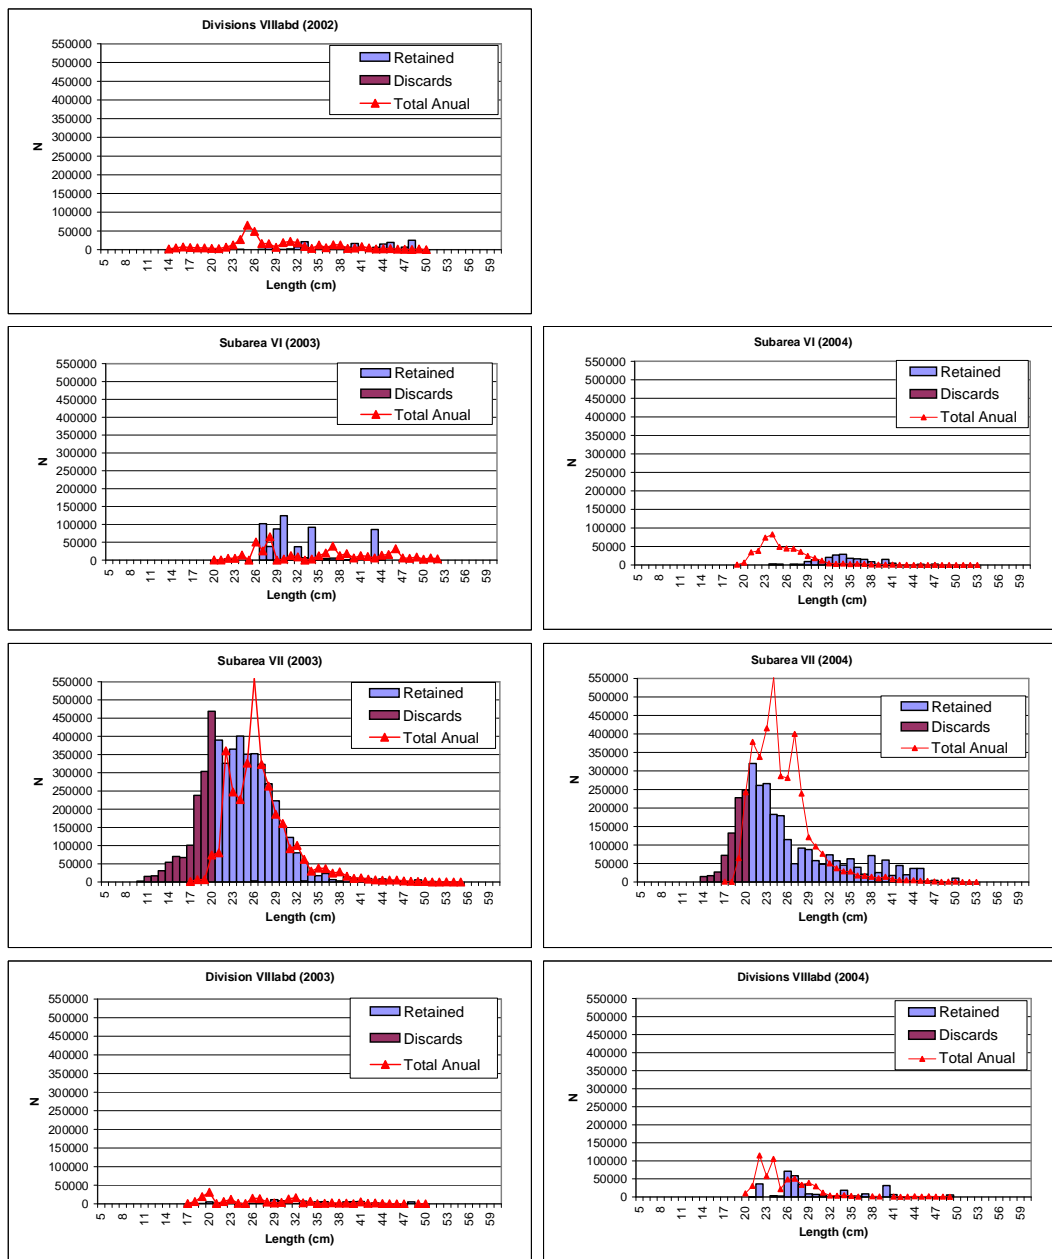 Divisions VIIIabd (2002)
550000
500000
450000
400000
350000
300000
250000
200000
150000
100000
50000
0
N
Retained
Discards
Total Anual
5 8 11 14 17 20 23 26 29 32 35 38 41 44 47 50 53 56 59
Length (cm)
Subarea VI (2003)
550000
500000
450000
400000
350000
300000
250000
200000
150000
100000
50000
0
N
Retained
Discards
Total Anual
5 8 11 14 17 20 23 26 29 32 35 38 41 44 47 50 53 56 59
Length (cm)
Subarea VI (2004)
550000
500000
450000
400000
350000
300000
250000
200000
150000
100000
50000
0
N
Retained
Discards
Total Anual
5 8 11 14 17 20 23 26 29 32 35 38 41 44 47 50 53 56 59
Length (cm)
Subarea VII (2003)
550000
500000
450000
400000
350000
300000
250000
200000
150000
100000
50000
0
N
Retained
Discards
Total Anual
5 8 11 14 17 20 23 26 29 32 35 38 41 44 47 50 53 56 59
Length (cm)
Subarea VII (2004)
550000
500000
450000
400000
350000
300000
250000
200000
150000
100000
50000
0
N
Retained
Discards
Total Anual
5 8 11 14 17 20 23 26 29 32 35 38 41 44 47 50 53 56 59
Length (cm)
Division VIIIabd (2003)
550000
500000
450000
400000
350000
300000
250000
200000
150000
100000
50000
0
N
Retained
Discards
Total Anual
5 8 11 14 17 20 23 26 29 32 35 38 41 44 47 50 53 56 59
Length (cm)
Divisions VIIIabd (2004)
550000
500000
450000
400000
350000
300000
250000
200000
150000
100000
50000
0
N
Retained
Discards
Total Anual
5 8 11 14 17 20 23 26 29 32 35 38 41 44 47 50 53 56 59
Length (cm)